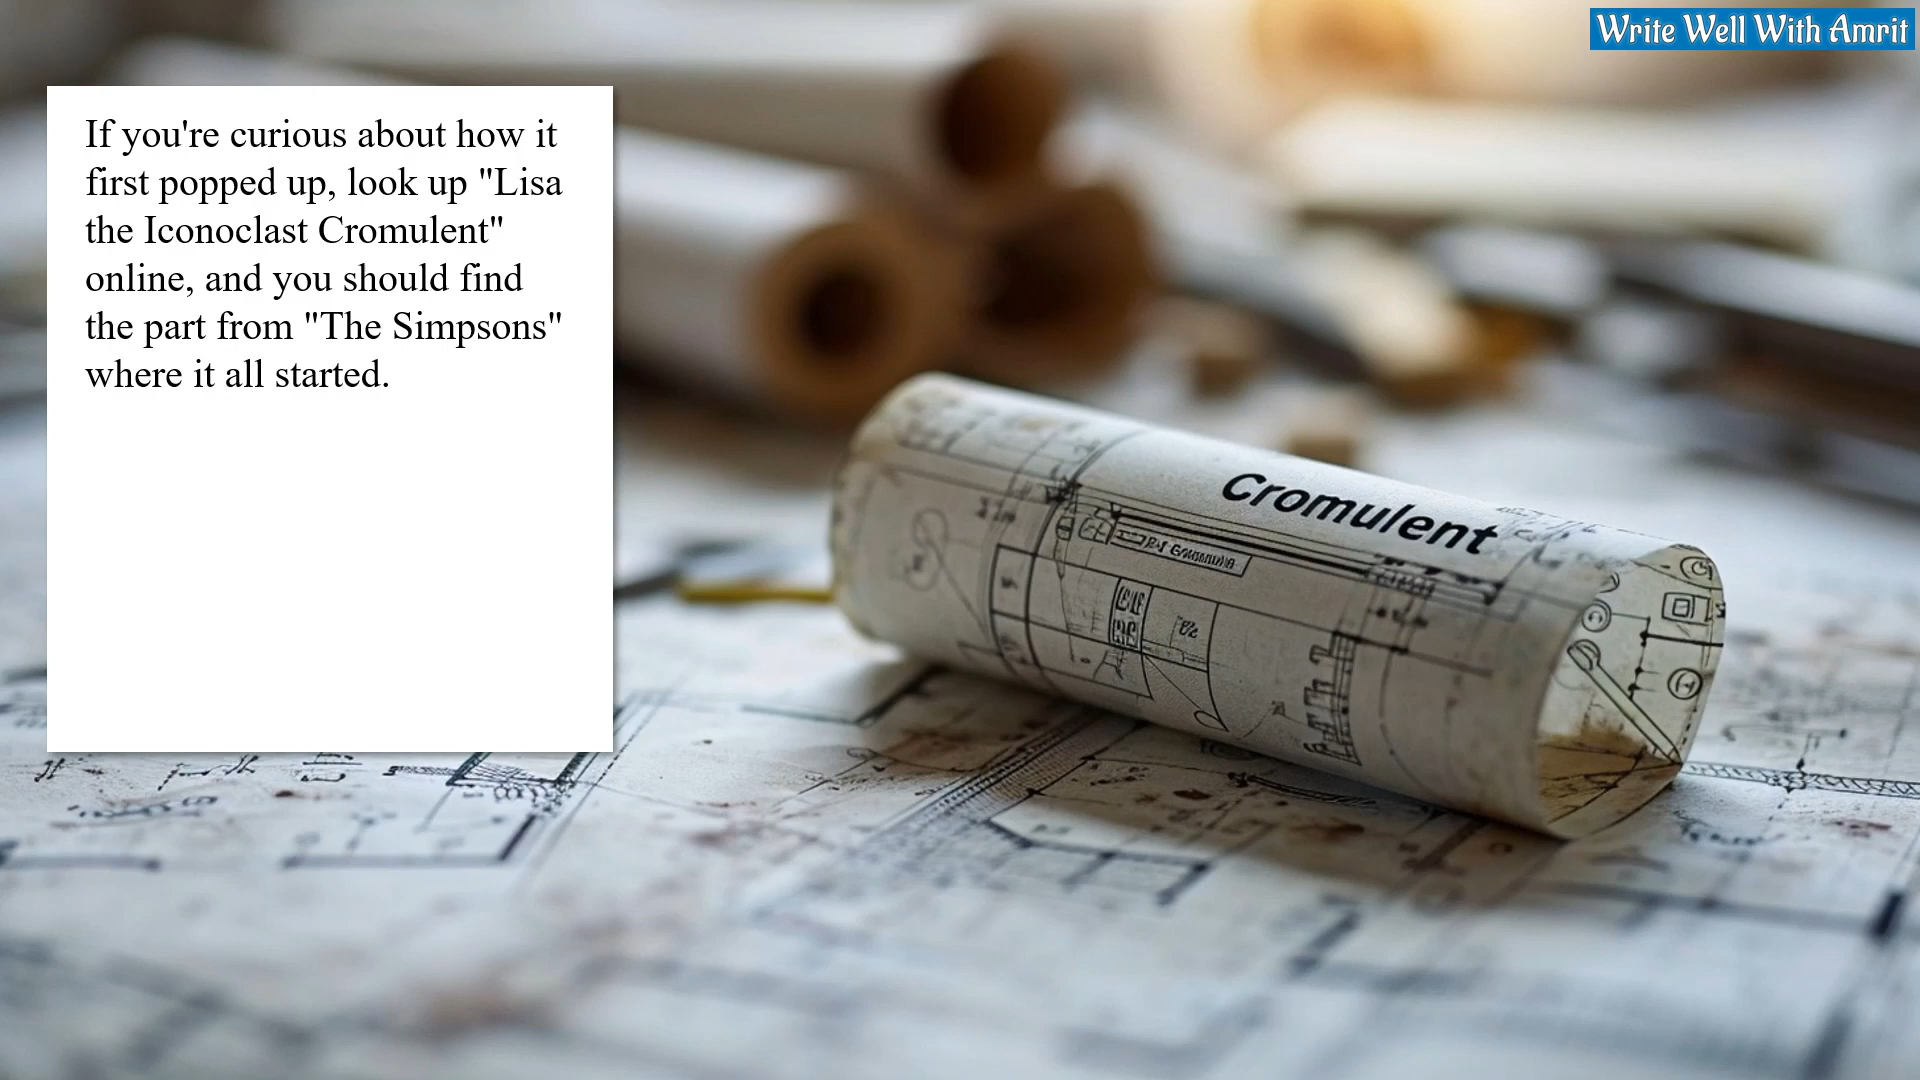 Write Well With Amrit
If you're curious about how it
first popped up, look up "Lisa
the Iconoclast Cromulent"
online, and you should find
the part from "The Simpsons"
where it all started.
Cromulent